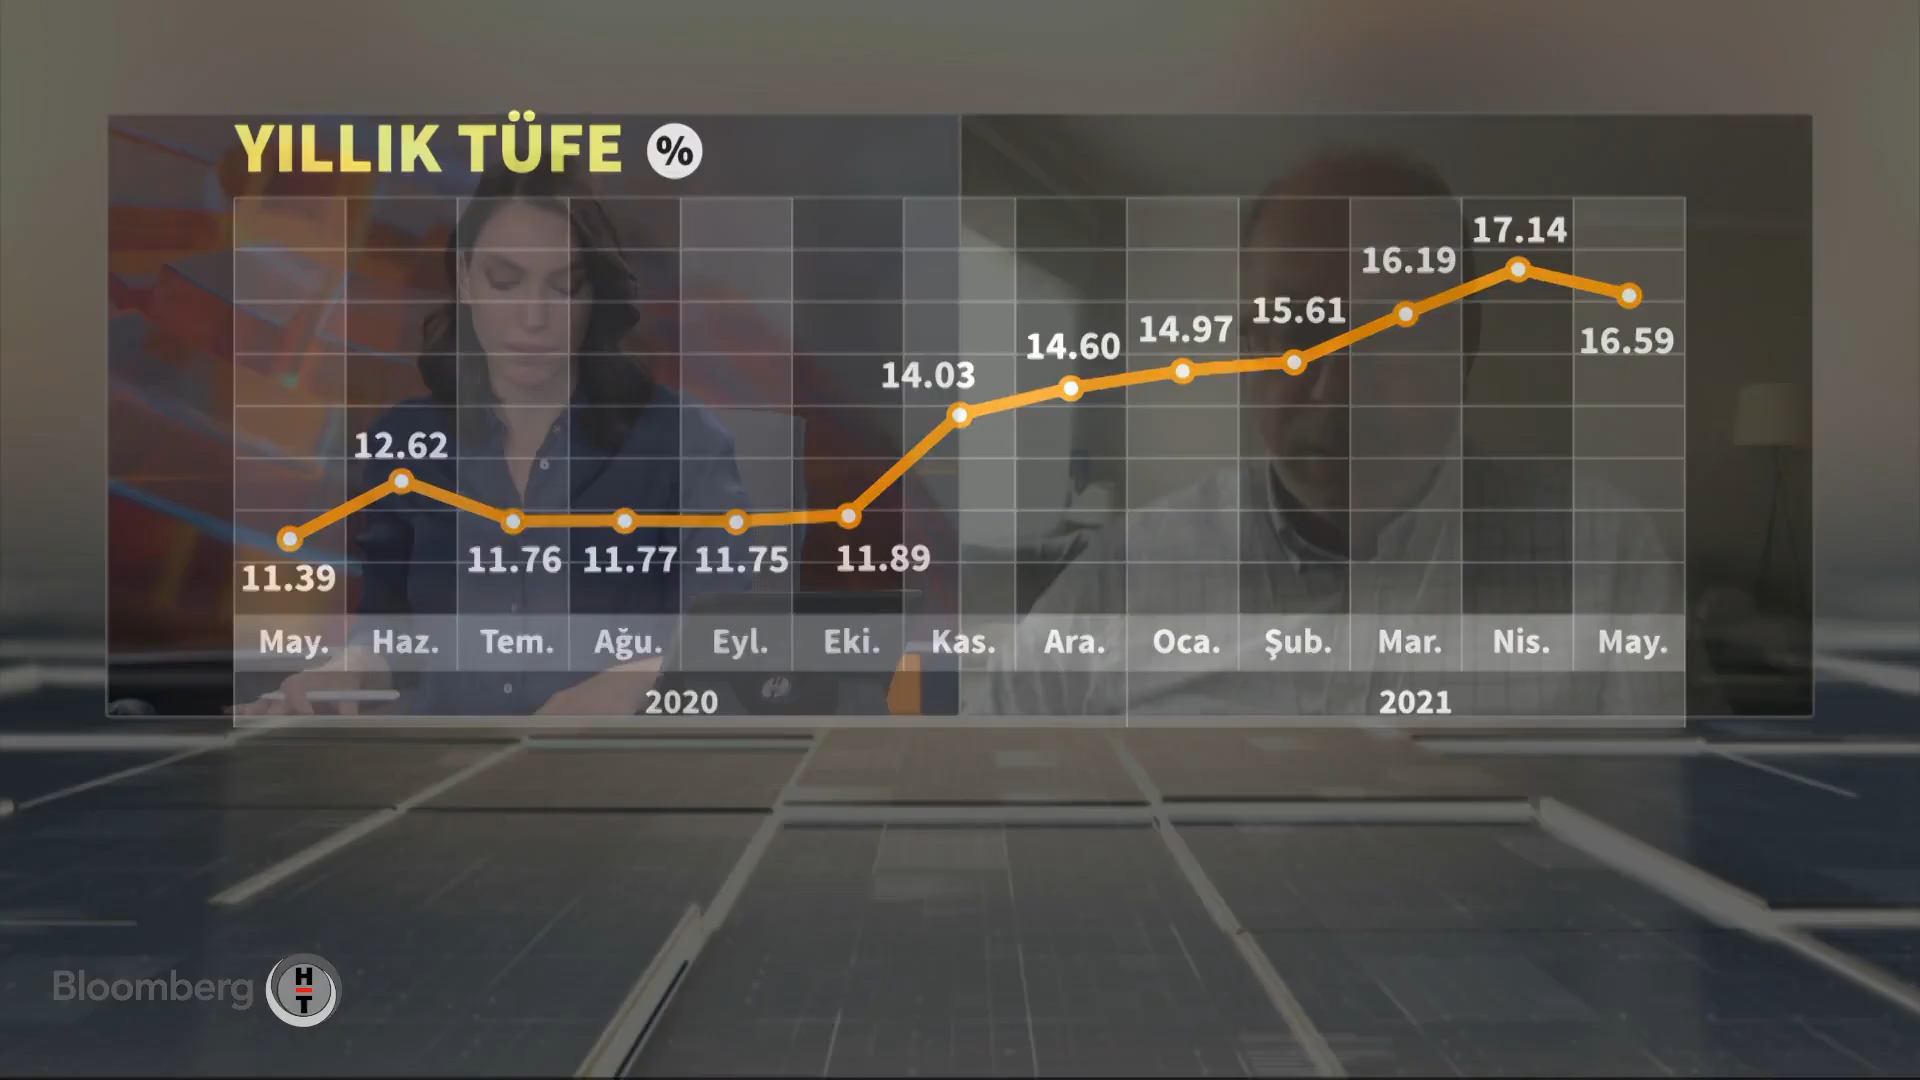 YILLIK TÜFE %
17.14
16.19
15.61
16.59
14.97
14.60
14.03
12.62
11.76 11.77 11.75 11.89
11.39
May. Haz. Tem. Ağu. Eyl. Eki. Kas. Ara. Oca. Şub. Mar. Nis. May.
2020 2021
Bloomberg HT